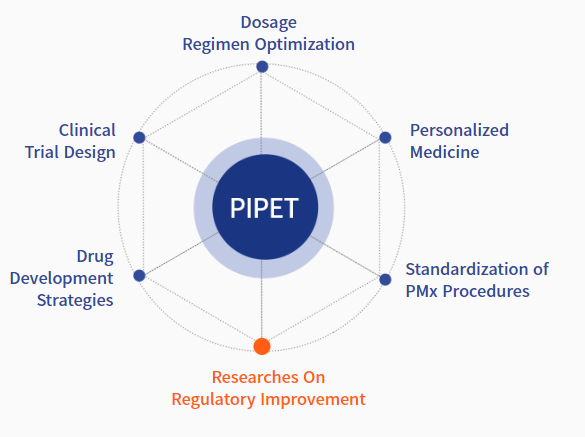 Dosage
Regimen Optimization
Clinical
Trial Design
Personalized
Medicine
PIPET
Drug
Development
Strategies
Standardization of
PMx Procedures
Researches On
Regulatory Improvement